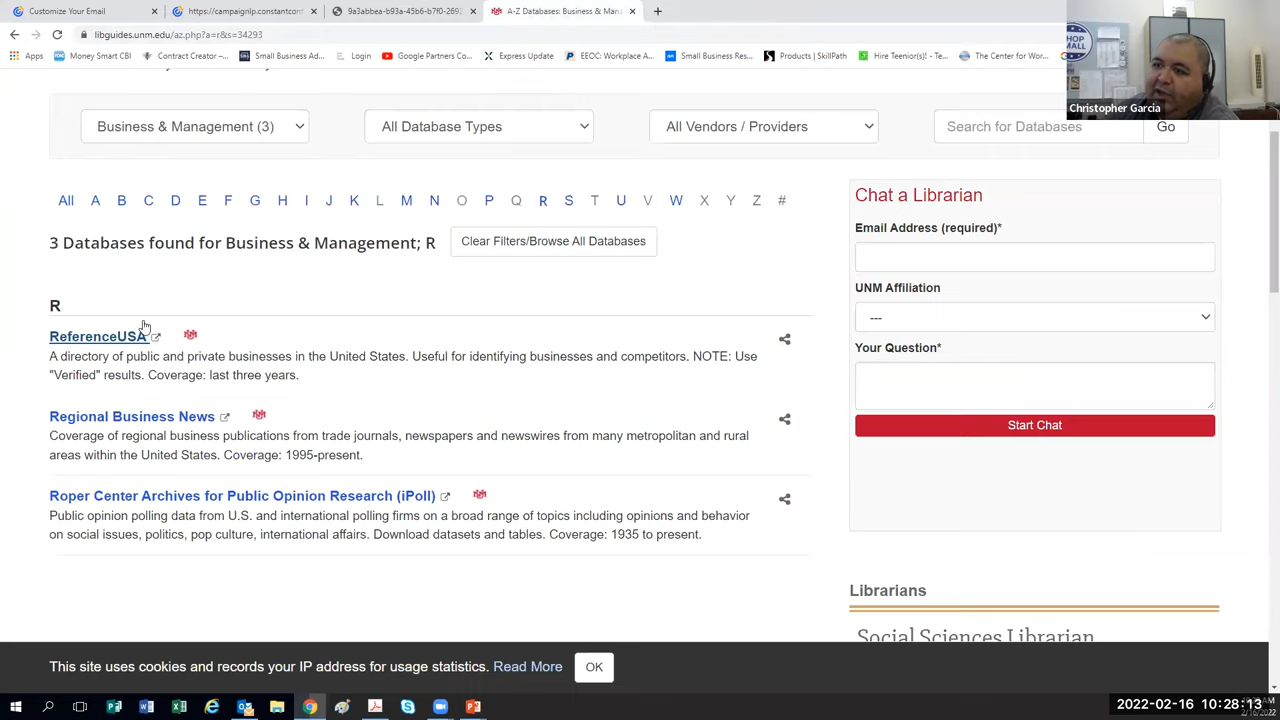 Customize Your Email
https://campaignlp.constantcont
9a3abbea-b93a-45b6-b7f0-2692
A-Z Databases: Business & Man
libguides.unm.edu/az.php?a=r&s=34293
Apps
Money Smart CBI
Contract Creator –...
Small Business Ad...
Login
Google Partners Co...
Express Update
EEOC: Workplace A...
Small Business Res...
Products | SkillPath
Hire Teenior(s)! - Te...
The Center for Wor...
HOP
MALL
Christopher Garcia
Business & Management (3)
All Database Types
All Vendors / Providers
Search for Databases
Go
All A B C D E F G H I J K L M N O P Q R S T U V W X Y Z #
3 Databases found for Business & Management; R
Clear Filters/Browse All Databases
R
ReferenceUSA
A directory of public and private businesses in the United States. Useful for identifying businesses and competitors. NOTE: Use
"Verified" results. Coverage: last three years.
Regional Business News
Coverage of regional business publications from trade journals, newspapers and newswires from many metropolitan and rural
areas within the United States. Coverage: 1995-present.
Roper Center Archives for Public Opinion Research (iPoll)
Public opinion polling data from U.S. and international polling firms on a broad range of topics including opinions and behavior
on social issues, politics, pop culture, international affairs. Download datasets and tables. Coverage: 1935 to present.
Chat a Librarian
Email Address (required)*
UNM Affiliation
---
Your Question*
Start Chat
Librarians
Social Sciences Librarian
This site uses cookies and records your IP address for usage statistics. Read More
OK
2022-02-16 10:28:13